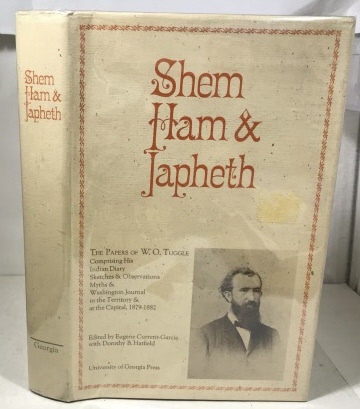 Shem
Ham &
Japheth
Georgia
Shem
Ham &
Japheth
THE PAPERS OF W. O. TUGGLE
Comprising His
Indian Diary
Sketches & Observations
Myths &
Washington Journal
in the Territory &
at the Capital, 1879-1882
Edited by Eugene Current-Garcia
with Dorothy B. Hatfield
University of Georgia Press